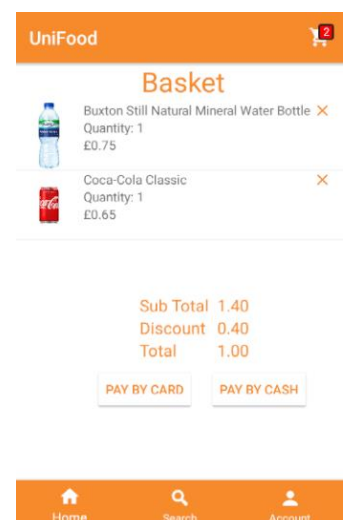 UniFood
2
Basket
Buxton Still Natural Mineral Water Bottle
Quantity: 1
£0.75
Coca-Cola Classic
Quantity: 1
£0.65
Sub Total 1.40
Discount 0.40
Total 1.00
PAY BY CARD PAY BY CASH
Home Search Account